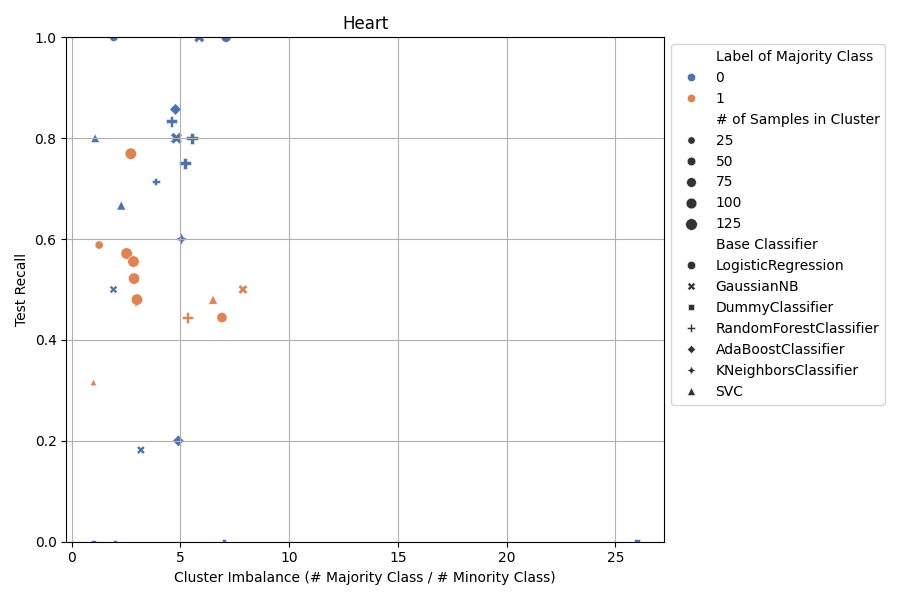 Heart
1.0
0.8
0.6
0.4
0.2
0.0
Test Recall
0 5 10 15 20 25
Cluster Imbalance (# Majority Class / # Minority Class)
Label of Majority Class
0
1
# of Samples in Cluster
25
50
75
100
125
Base Classifier
LogisticRegression
GaussianNB
DummyClassifier
RandomForestClassifier
AdaBoostClassifier
KNeighborsClassifier
SVC